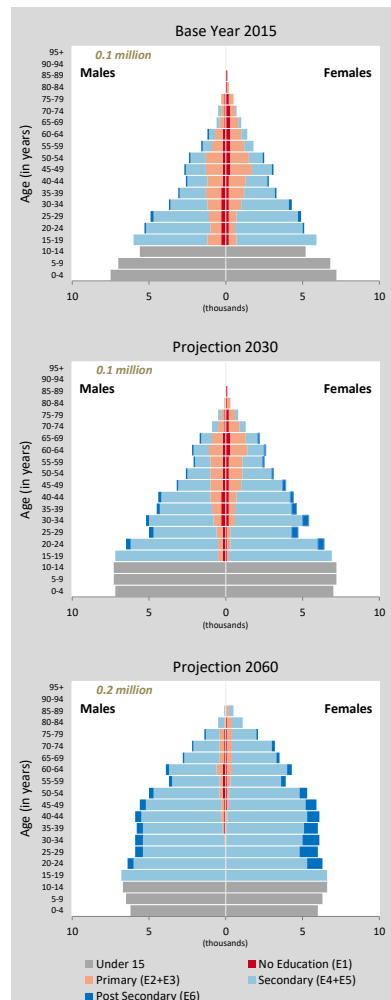 Base Year 2015
95+
0.1 million
90-94
Males
Females
85-89
80-84
75-79
70-74
65-69
60-64
55-59
50-54
45-49
40-44
35-39
30-34
25-29
20-24
15-19
10-14
5-9
0-4
Age (in years)
10 5 0 5 10
(thousands)
Projection 2030
95+
0.1 million
90-94
Males
Females
85-89
80-84
75-79
70-74
65-69
60-64
55-59
50-54
45-49
40-44
35-39
30-34
25-29
20-24
15-19
10-14
5-9
0-4
Age (in years)
10 5 0 5 10
(thousands)
Projection 2060
95+
0.2 million
90-94
Males
Females
85-89
80-84
75-79
70-74
65-69
60-64
55-59
50-54
45-49
40-44
35-39
30-34
25-29
20-24
15-19
10-14
5-9
0-4
Age (in years)
10 5 0 5 10
(thousands)
Under 15 No Education (E1)
Primary (E2+E3) Secondary (E4+E5)
Post Secondary (E6)